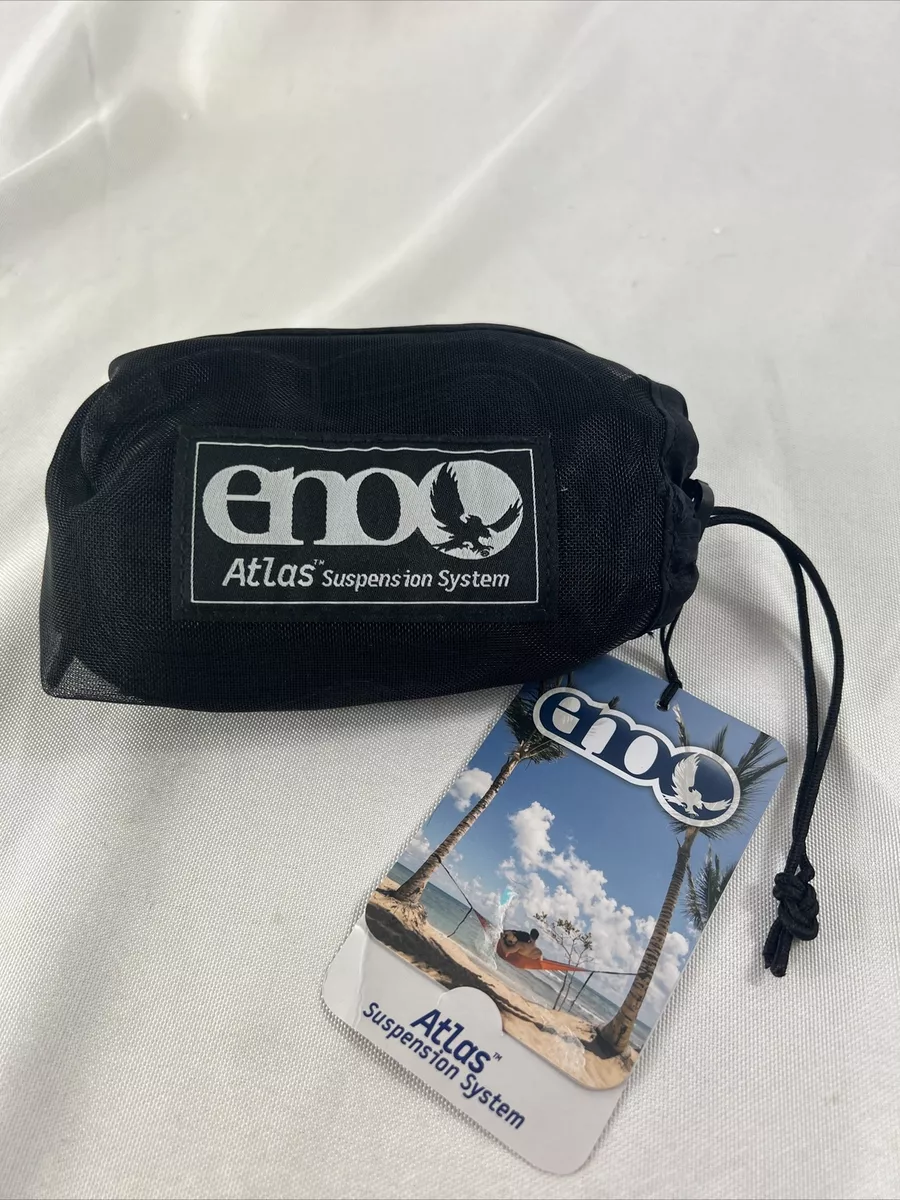 eno
Atlas™ Suspension System
eno
Atlas™
Suspension System